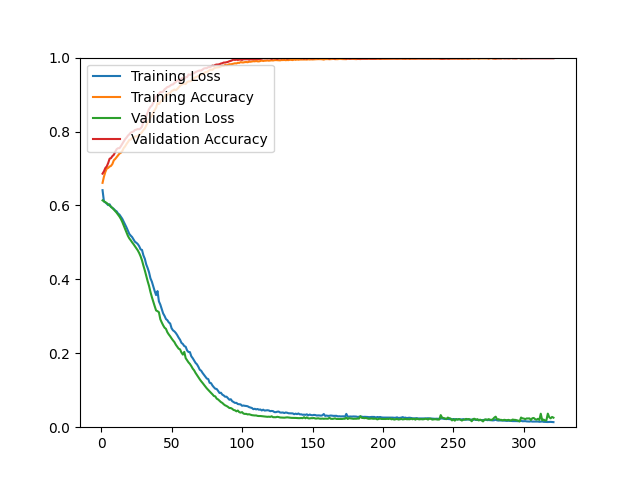 1.0
0.8
0.6
0.4
0.2
0.0
Training Loss
Training Accuracy
Validation Loss
Validation Accuracy
0 50 100 150 200 250 300